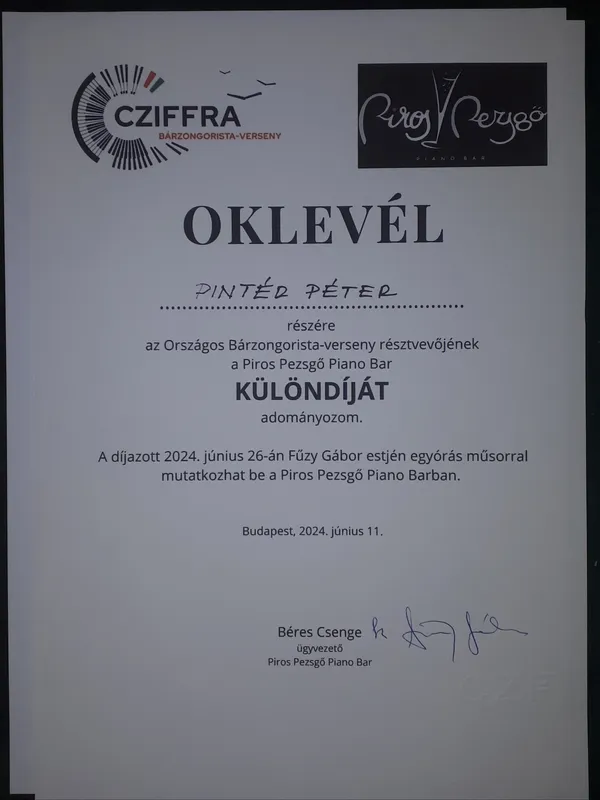 CZIFFRA
BÁRZONGORISTA-VERSENY
Piros Pezsgő
PIANO BAR
OKLEVÉL
PINTÉR PÉTER
részére
az Országos Bárzongorista-verseny résztvevőjének
a Piros Pezsgő Piano Bar
KÜLÖNDÍJÁT
adományozom.
A díjazott 2024. június 26-án Fűzy Gábor estjén egyórás műsorral
mutatkozhat be a Piros Pezsgő Piano Barban.
Budapest, 2024. június 11.
Béres Csenge
ügyvezető
Piros Pezsgő Piano Bar